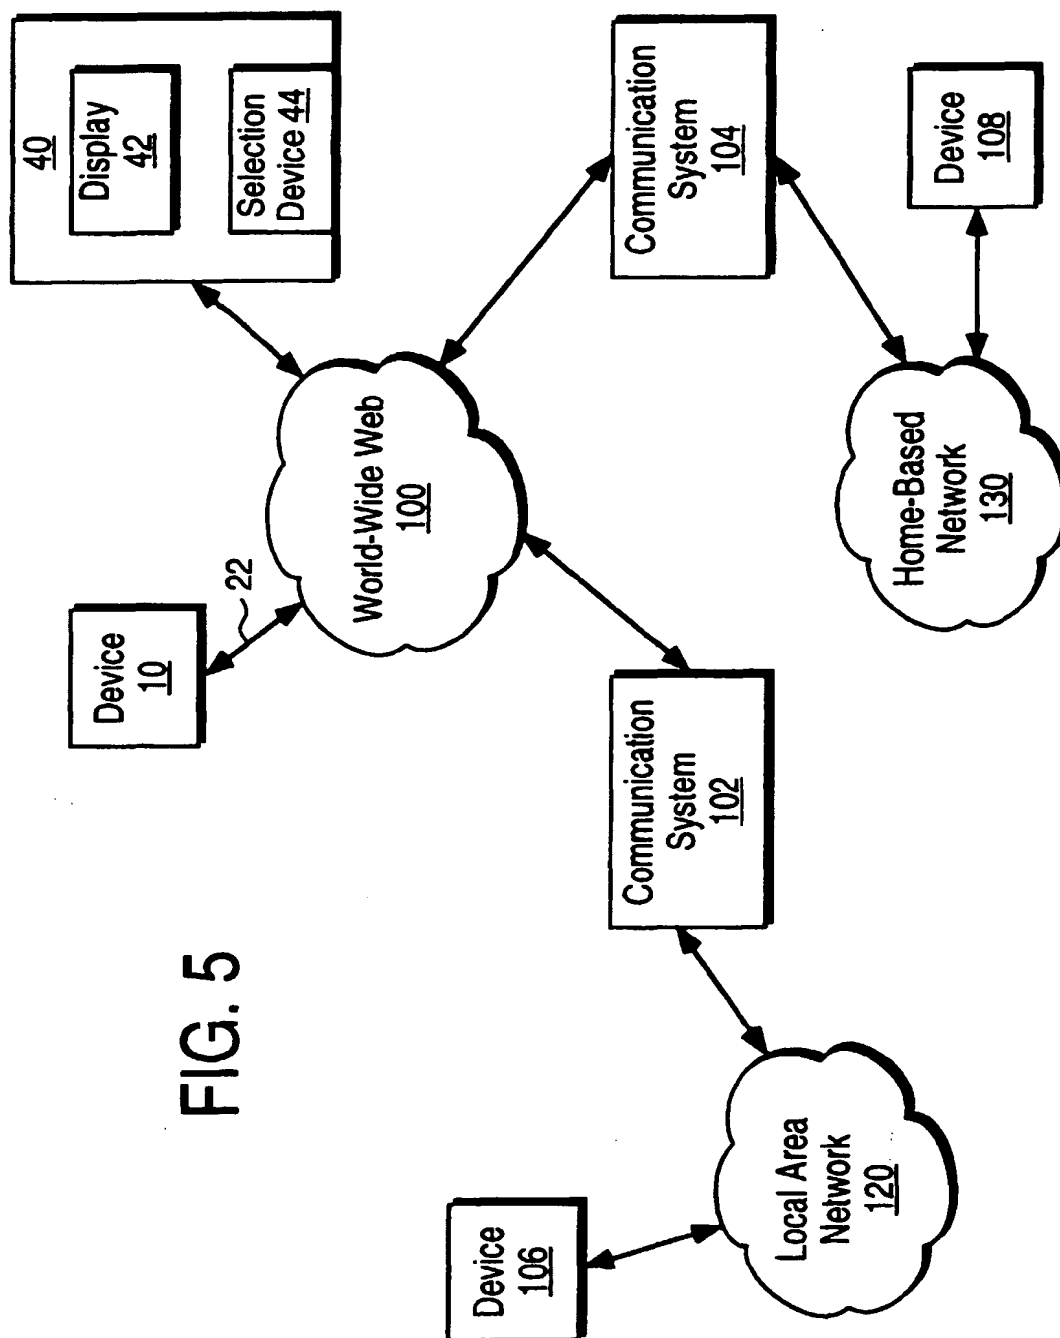 FIG. 5
Device
106
Local Area
Network
120
Device
10
22
Communication
System
102
World-Wide Web
100
40
Display
42
Selection
Device 44
Communication
System
104
Home-Based
Network
130
Device
108